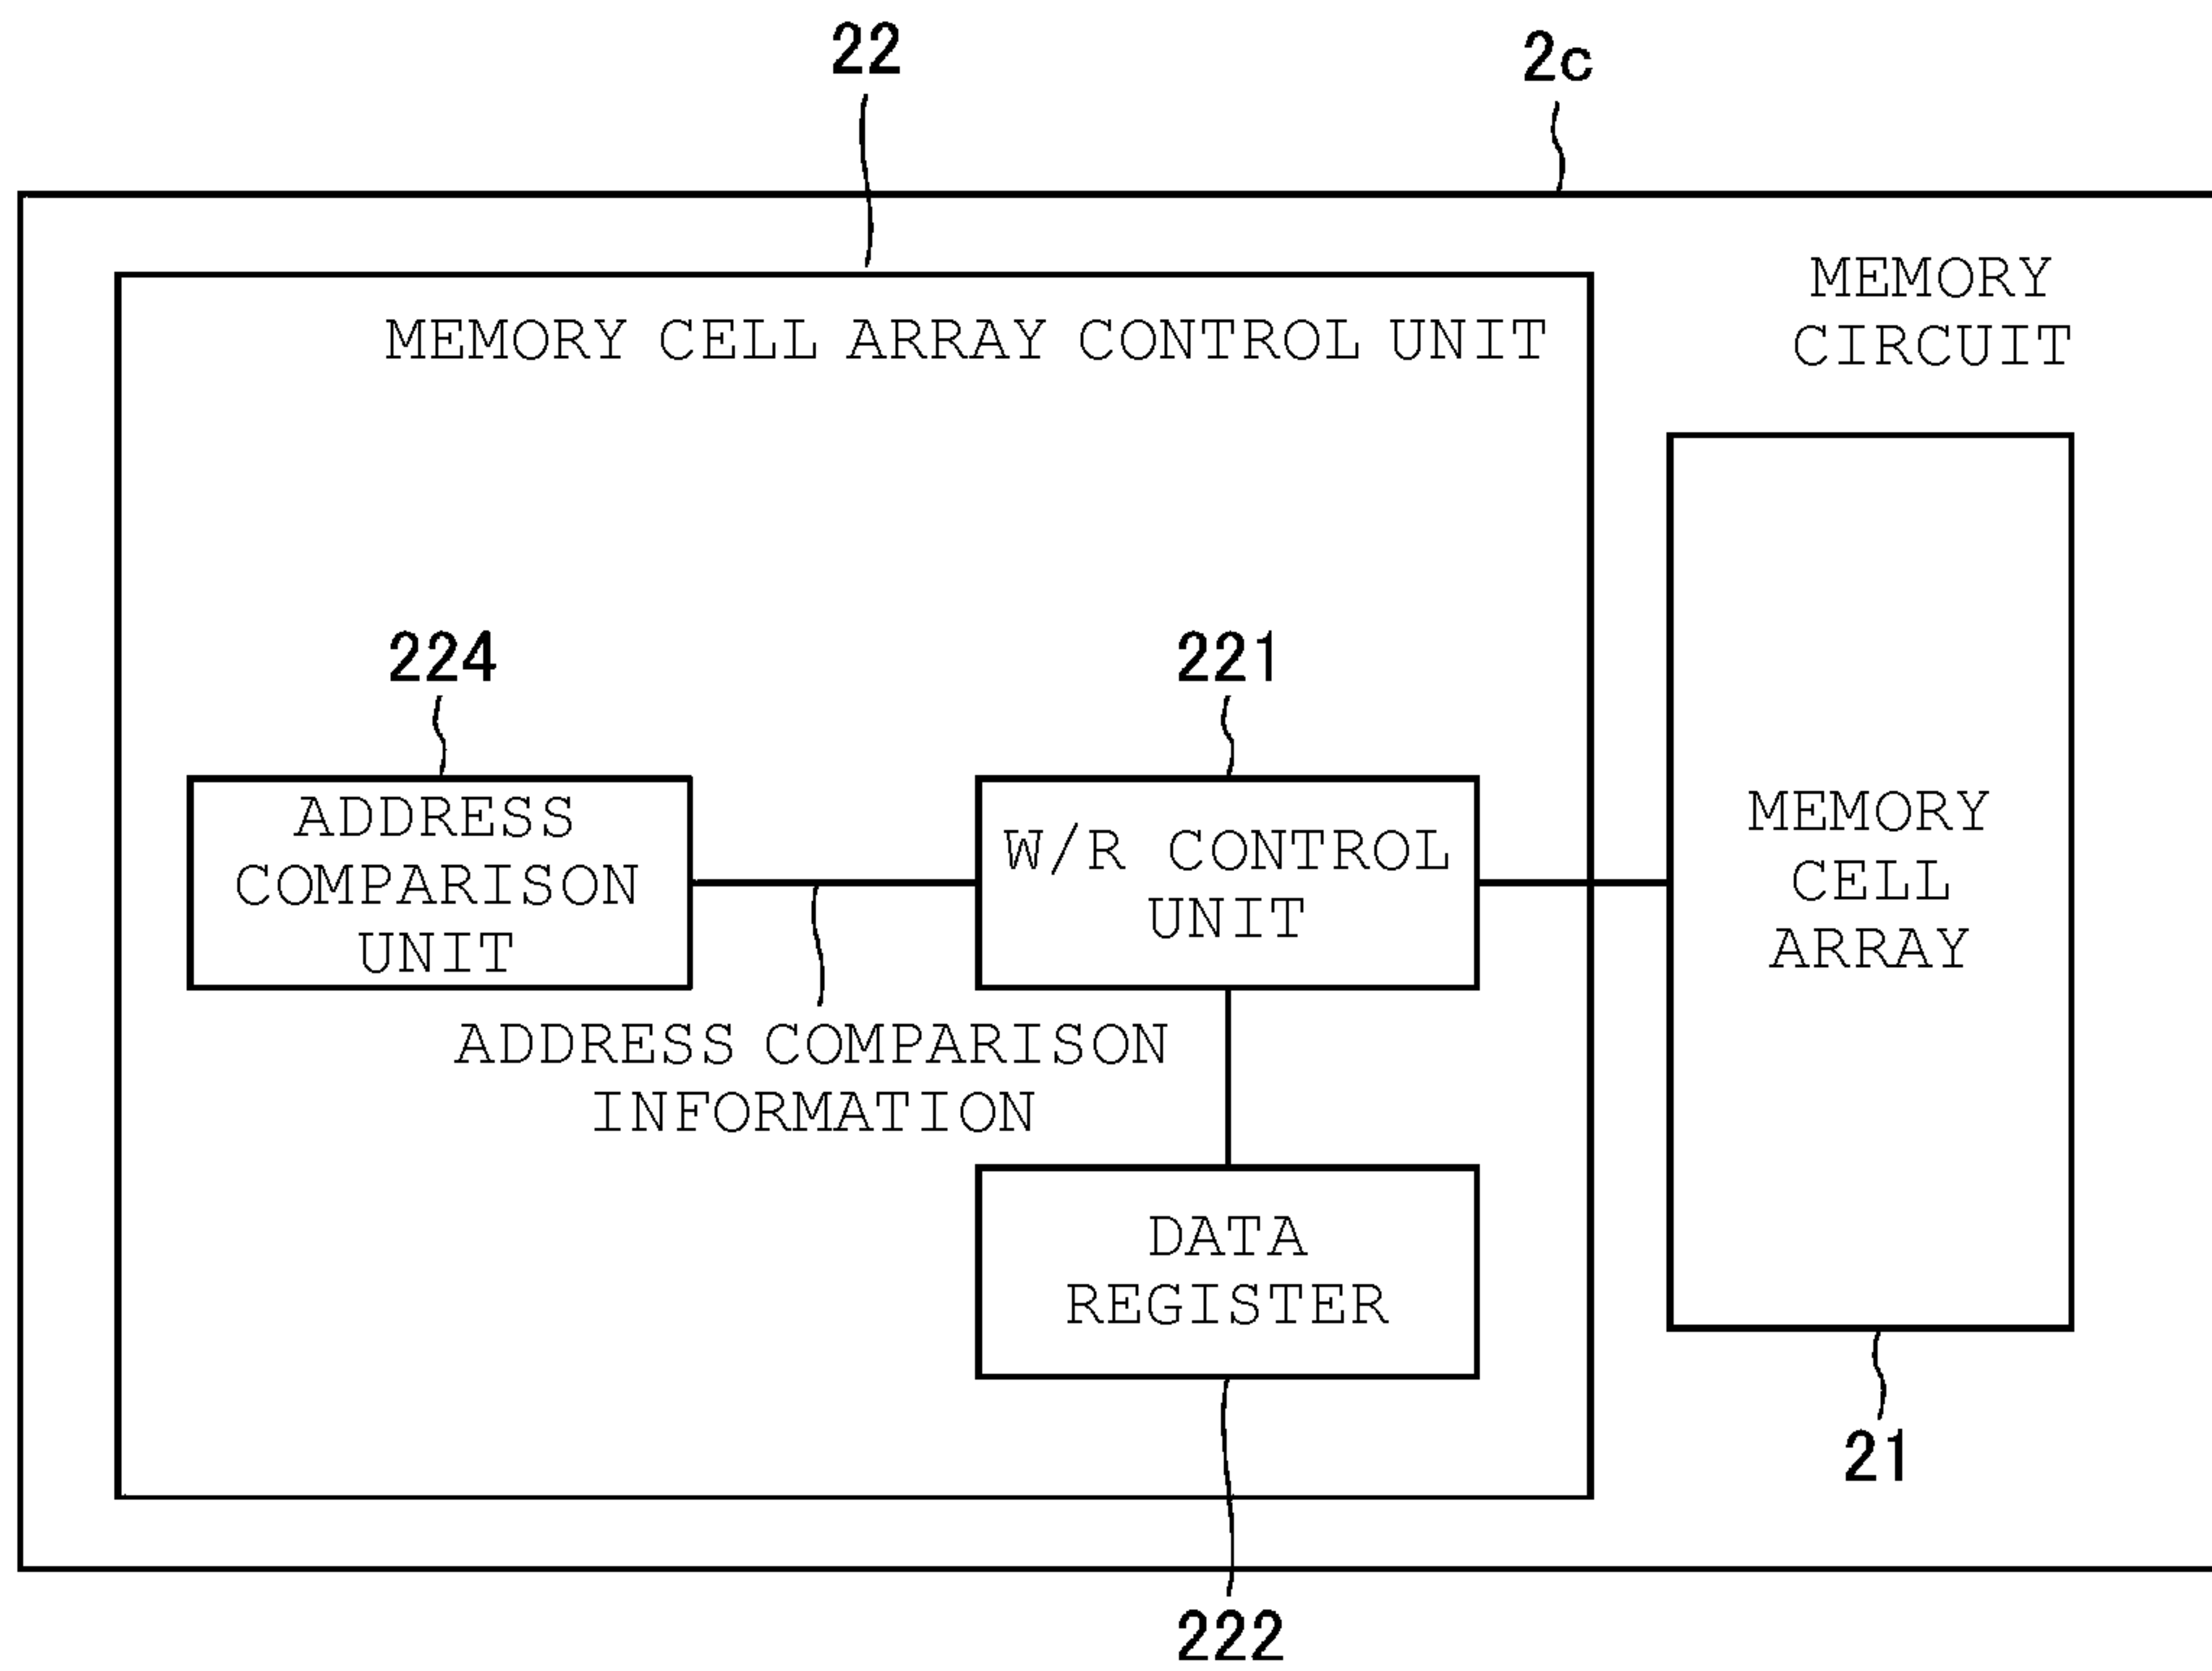 22
2c
MEMORY
CIRCUIT
MEMORY CELL ARRAY CONTROL UNIT
224
221
ADDRESS
COMPARISON
UNIT
W/R CONTROL
UNIT
MEMORY
CELL
ARRAY
ADDRESS COMPARISON
INFORMATION
DATA
REGISTER
21
222